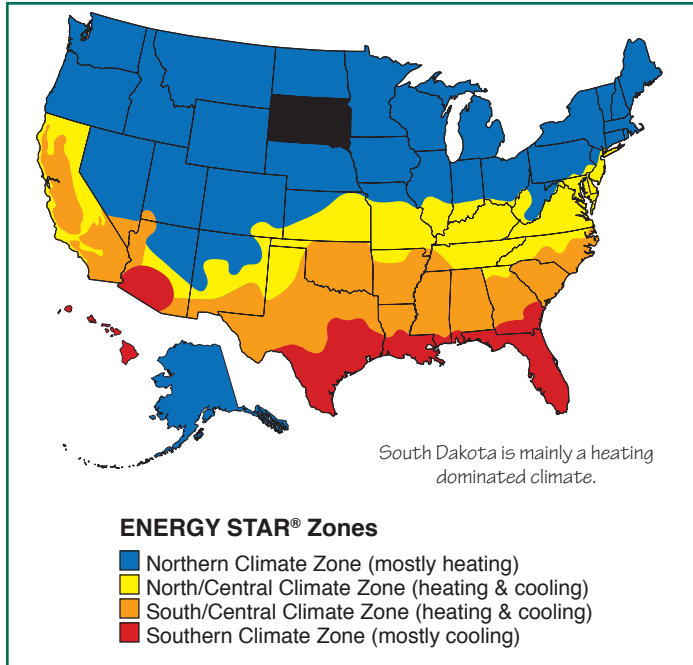 South Dakota is mainly a heating
dominated climate.
ENERGY STAR® Zones
Northern Climate Zone (mostly heating)
North/Central Climate Zone (heating & cooling)
South/Central Climate Zone (heating & cooling)
Southern Climate Zone (mostly cooling)